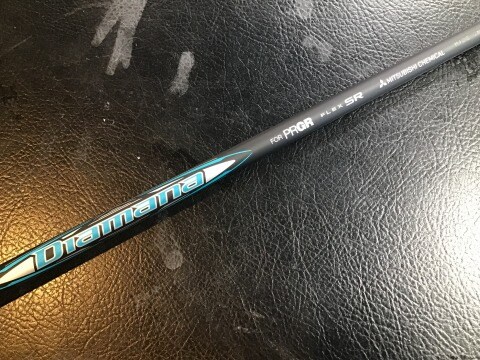 Diamana
FOR PRGR FLEX SR
MITSUBISHI CHEMICAL